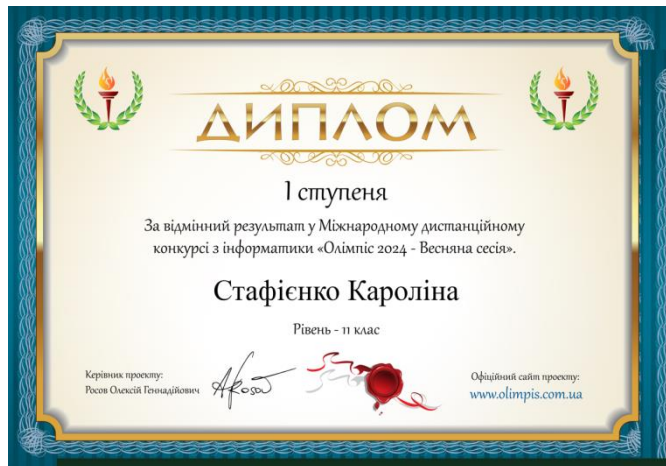 ДИПЛОМ
I ступеня
За відмінний результат у Міжнародному дистанційному
конкурсі з інформатики «Олімпіс 2024 - Весняна сесія».
Стафієнко Кароліна
Рівень - 11 клас
Керівник проекту:
Росов Олексій Геннадійович
Офіційний сайт проекту:
www.olimpis.com.ua